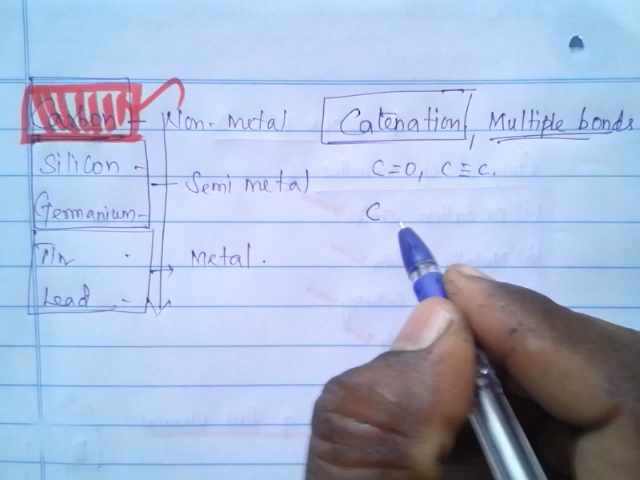 Carbon - Non-metal Catenation, Multiple bonds
Silicon - C=O, C≡C.
Semi metal
Germanium- C
Tin - Metal.
Lead -